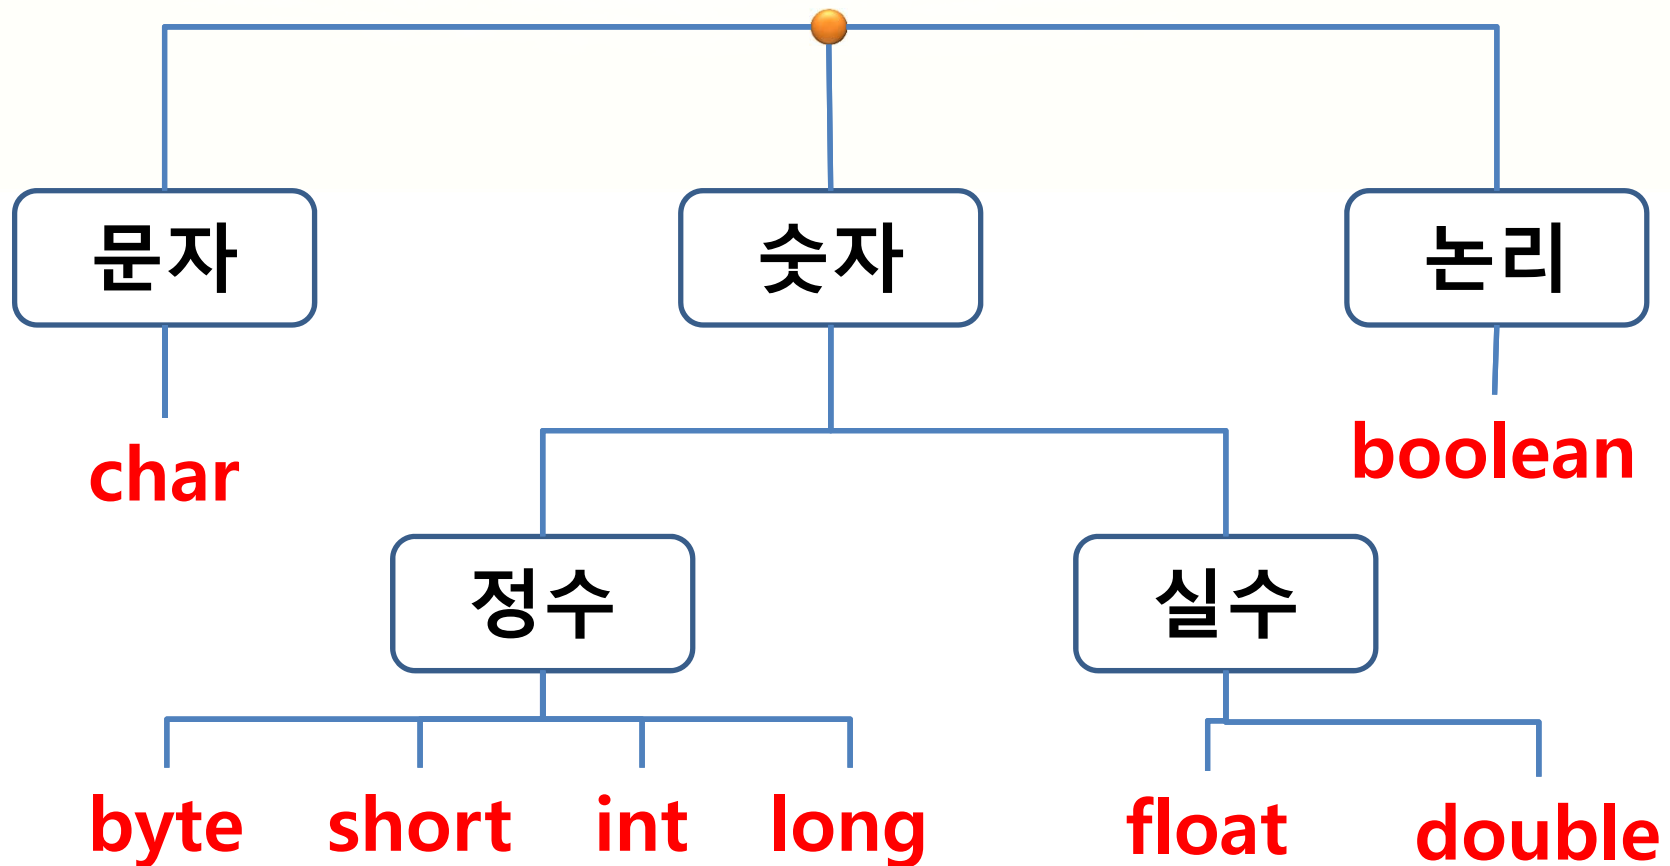 문자
숫자
논리
char
boolean
정수
실수
byte
short
int
long
float
double